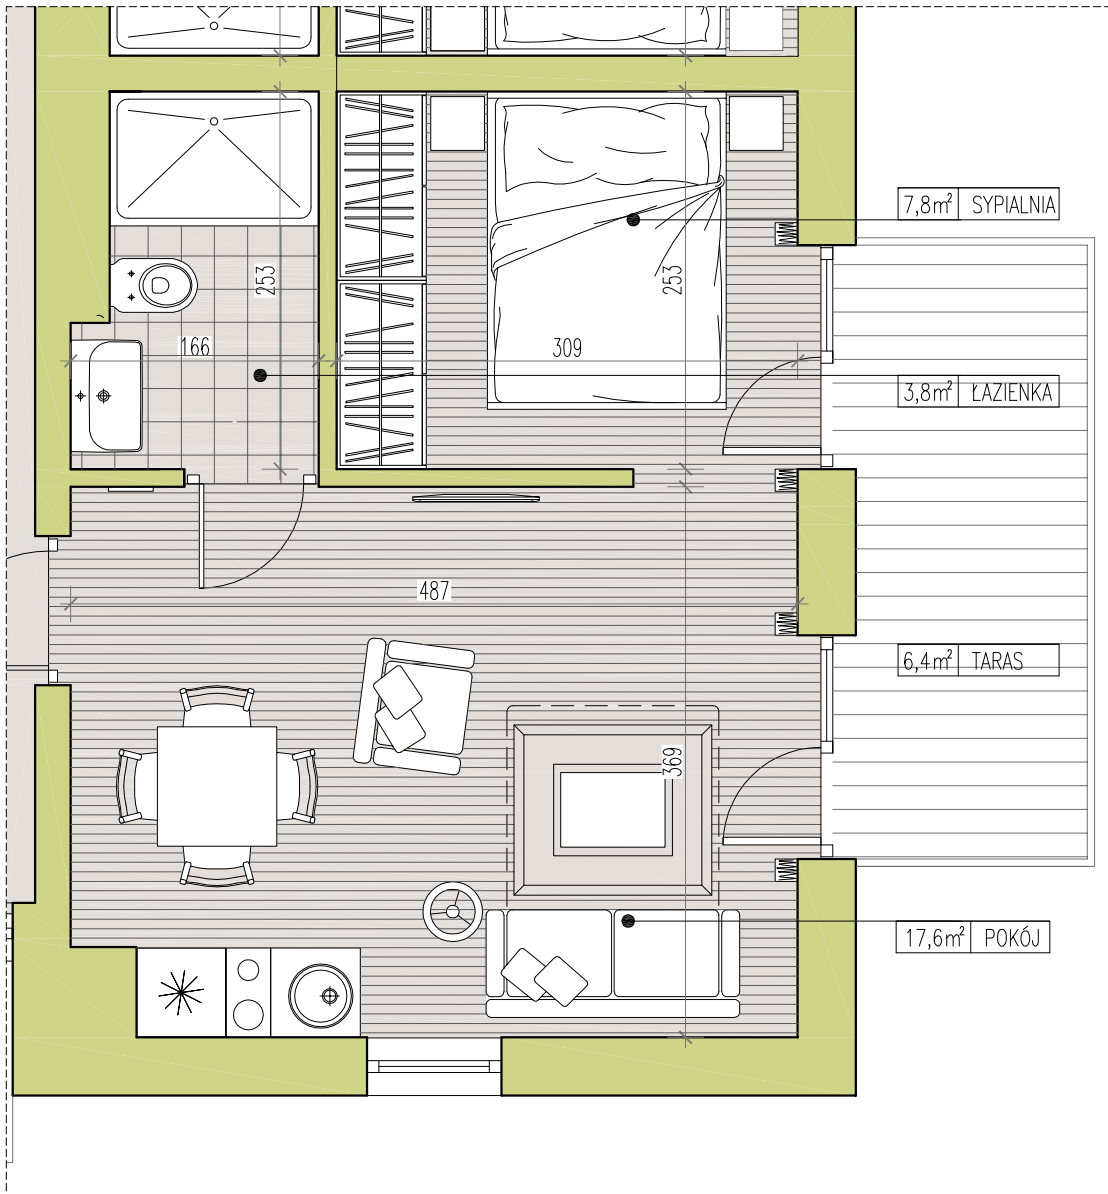 7,8m² SYPIALNIA
253
253
166
309
3,8m² ŁAZIENKA
487
6,4m² TARAS
369
17,6m² POKÓJ